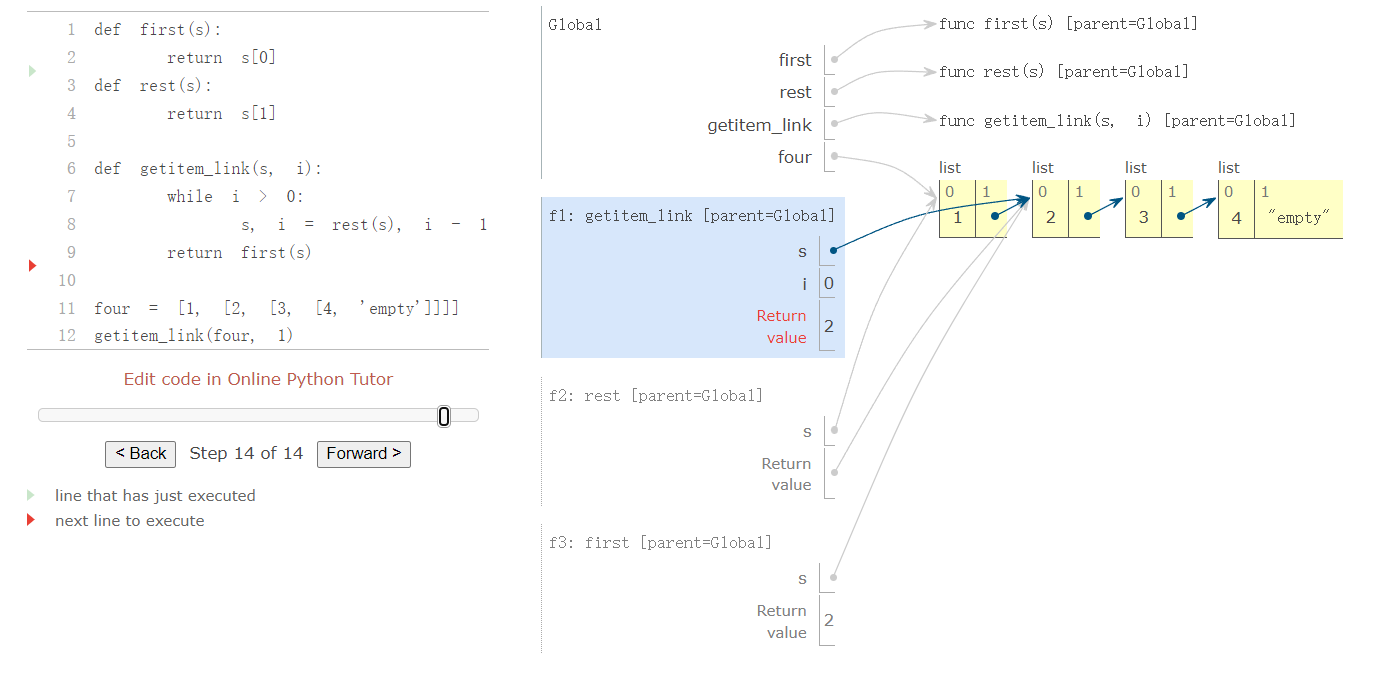 1 def first(s):
2 return s[0]
3 def rest(s):
4 return s[1]
5
6 def getitem_link(s, i):
7 while i > 0:
8 s, i = rest(s), i - 1
9 return first(s)
10
11 four = [1, [2, [3, [4, 'empty']]]]
12 getitem_link(four, 1)
Edit code in Online Python Tutor
< Back Step 14 of 14 Forward >
line that has just executed
next line to execute
Global
first
rest
getitem_link
four
func first(s) [parent=Global]
func rest(s) [parent=Global]
func getitem_link(s, i) [parent=Global]
list list list list
0 1 0 1 0 1 0 1
1 2 3 4 "empty"
f1: getitem_link [parent=Global]
s
i 0
Return
value 2
f2: rest [parent=Global]
s
Return
value
f3: first [parent=Global]
s
Return
value 2